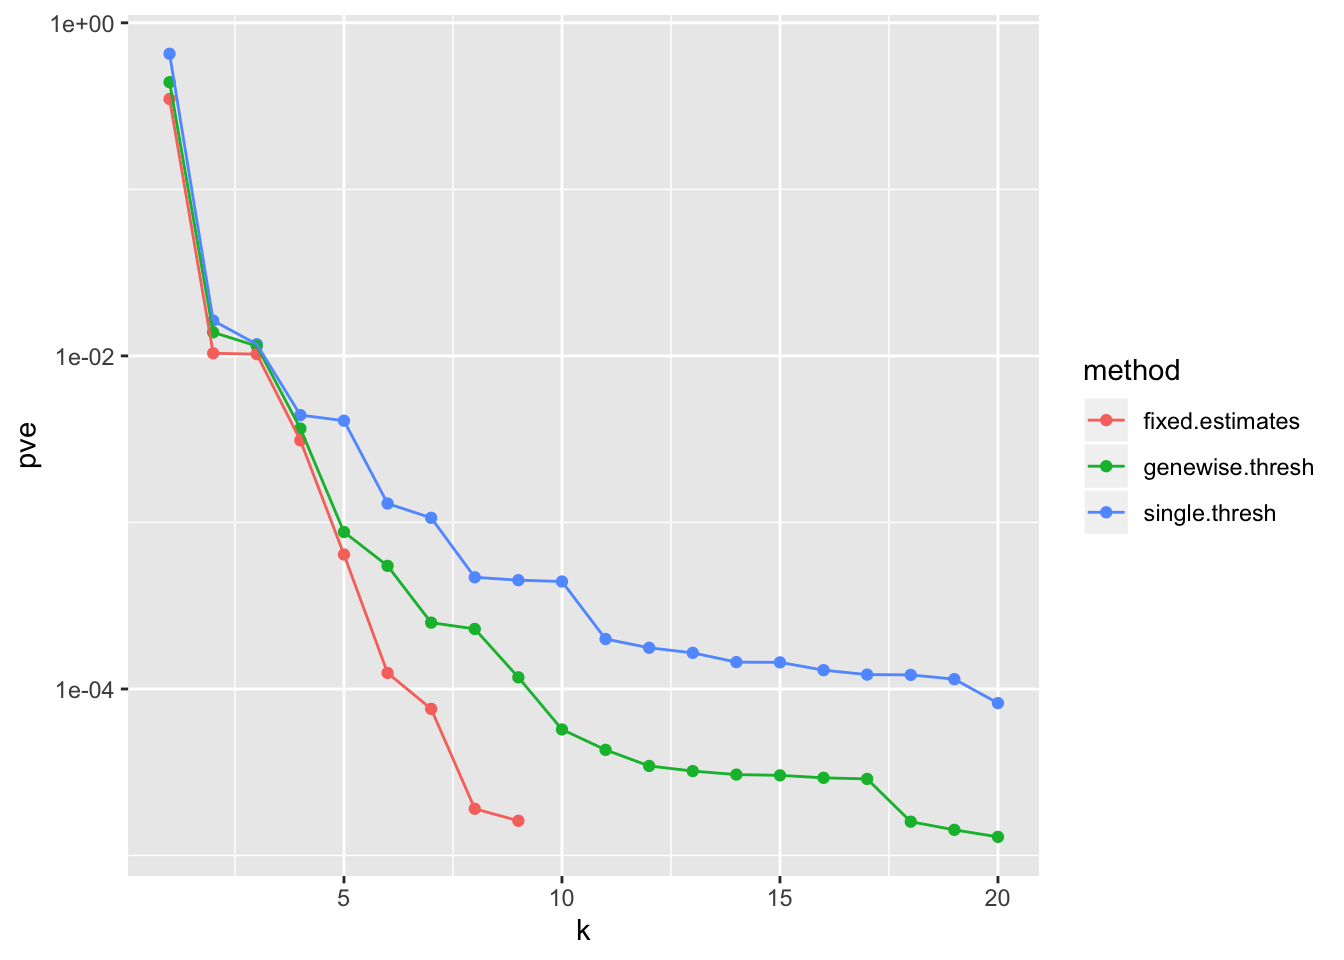 1e+00
1e-02
1e-04
pve
5 10 15 20
k
method
fixed.estimates
genewise.thresh
single.thresh